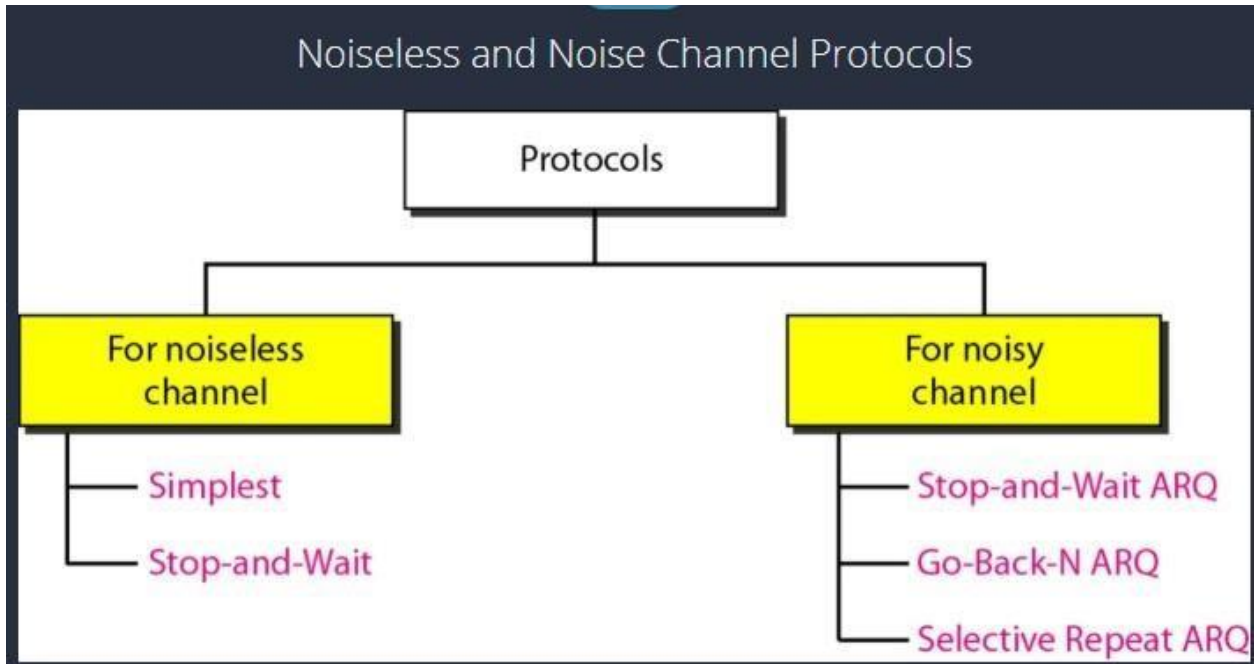 Noiseless and Noise Channel Protocols
Protocols
For noiseless
channel
Simplest
Stop-and-Wait
For noisy
channel
Stop-and-Wait ARQ
Go-Back-N ARQ
Selective Repeat ARQ